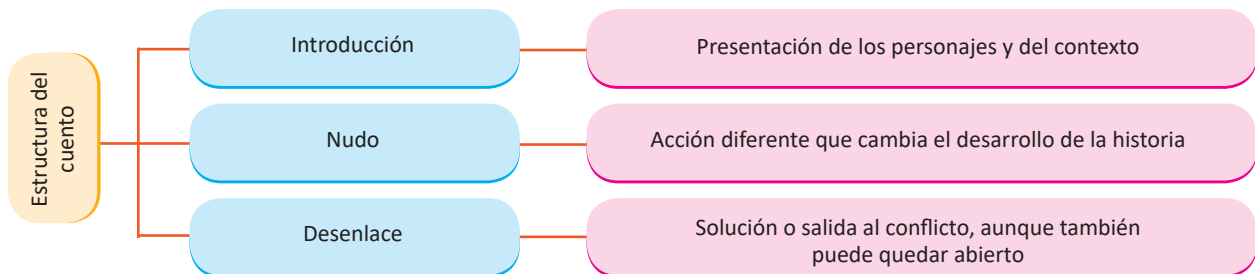 Estructura del
cuento
Introducción
Presentación de los personajes y del contexto
Nudo
Acción diferente que cambia el desarrollo de la historia
Desenlace
Solución o salida al conflicto, aunque también
puede quedar abierto